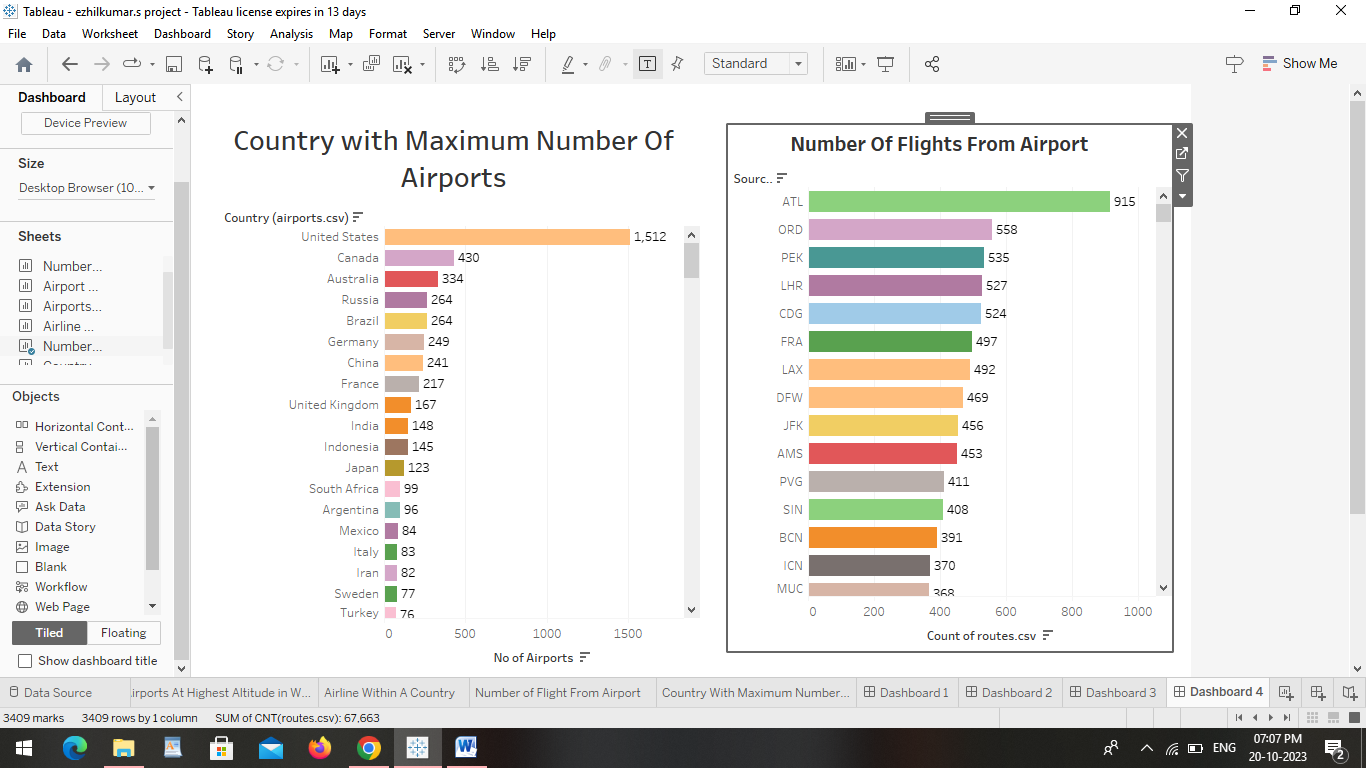 Tableau - ezhilkumar.s project - Tableau license expires in 13 days
File Data Worksheet Dashboard Story Analysis Map Format Server Window Help
Standard
Show Me
Dashboard Layout
Device Preview
Size
Desktop Browser (10...
Sheets
Number...
Airport ...
Airports...
Airline ...
Number...
Objects
Horizontal Cont...
Vertical Contai...
Text
Extension
Ask Data
Data Story
Image
Blank
Workflow
Web Page
Tiled Floating
Show dashboard title
Country with Maximum Number Of
Airports
Country (airports.csv)
United States 1,512
Canada 430
Australia 334
Russia 264
Brazil 264
Germany 249
China 241
France 217
United Kingdom 167
India 148
Indonesia 145
Japan 123
South Africa 99
Argentina 96
Mexico 84
Italy 83
Iran 82
Sweden 77
Turkey 76
0 500 1000 1500
No of Airports
Number Of Flights From Airport
Sourc..
ATL 915
ORD 558
PEK 535
LHR 527
CDG 524
FRA 497
LAX 492
DFW 469
JFK 456
AMS 453
PVG 411
SIN 408
BCN 391
ICN 370
MUC 368
0 200 400 600 800 1000
Count of routes.csv
Data Source irports At Highest Altitude in W... Airline Within A Country Number of Flight From Airport Country With Maximum Number... Dashboard 1 Dashboard 2 Dashboard 3 Dashboard 4
3409 marks 3409 rows by 1 column SUM of CNT(routes.csv): 67,663
ENG
07:07 PM
20-10-2023
2